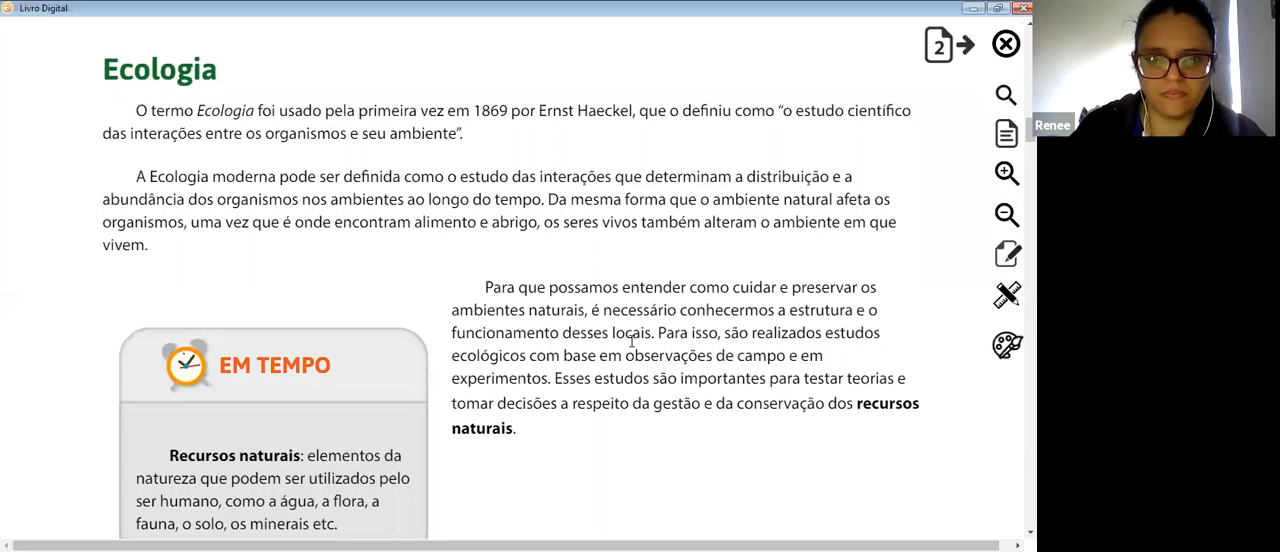 Livro Digital
2
Renee
Ecologia
O termo Ecologia foi usado pela primeira vez em 1869 por Ernst Haeckel, que o definiu como “o estudo científico
das interações entre os organismos e seu ambiente”.
A Ecologia moderna pode ser definida como o estudo das interações que determinam a distribuição e a
abundância dos organismos nos ambientes ao longo do tempo. Da mesma forma que o ambiente natural afeta os
organismos, uma vez que é onde encontram alimento e abrigo, os seres vivos também alteram o ambiente em que
vivem.
Para que possamos entender como cuidar e preservar os
ambientes naturais, é necessário conhecermos a estrutura e o
funcionamento desses locais. Para isso, são realizados estudos
ecológicos com base em observações de campo e em
experimentos. Esses estudos são importantes para testar teorias e
tomar decisões a respeito da gestão e da conservação dos recursos
naturais.
EM TEMPO
Recursos naturais: elementos da
natureza que podem ser utilizados pelo
ser humano, como a água, a flora, a
fauna, o solo, os minerais etc.